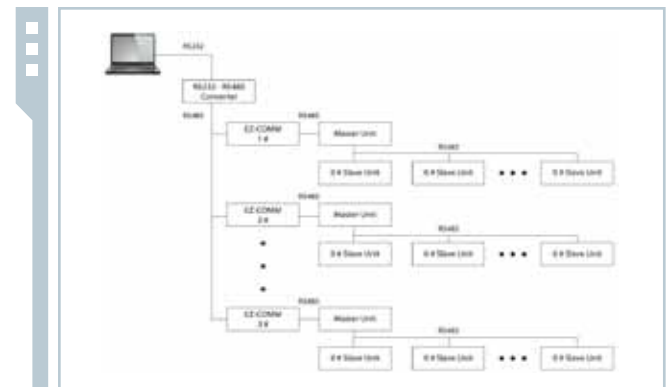 RS232
RS232 - RS485
Converter
RS485
EZ-COMM
1#
RS485
Master Unit
RS485
0# Slave Unit
0# Slave Unit
0# Slave Unit
EZ-COMM
2#
RS485
Master Unit
RS485
0# Slave Unit
0# Slave Unit
0# Slave Unit
EZ-COMM
3#
RS485
Master Unit
RS485
0# Slave Unit
0# Slave Unit
0# Slave Unit